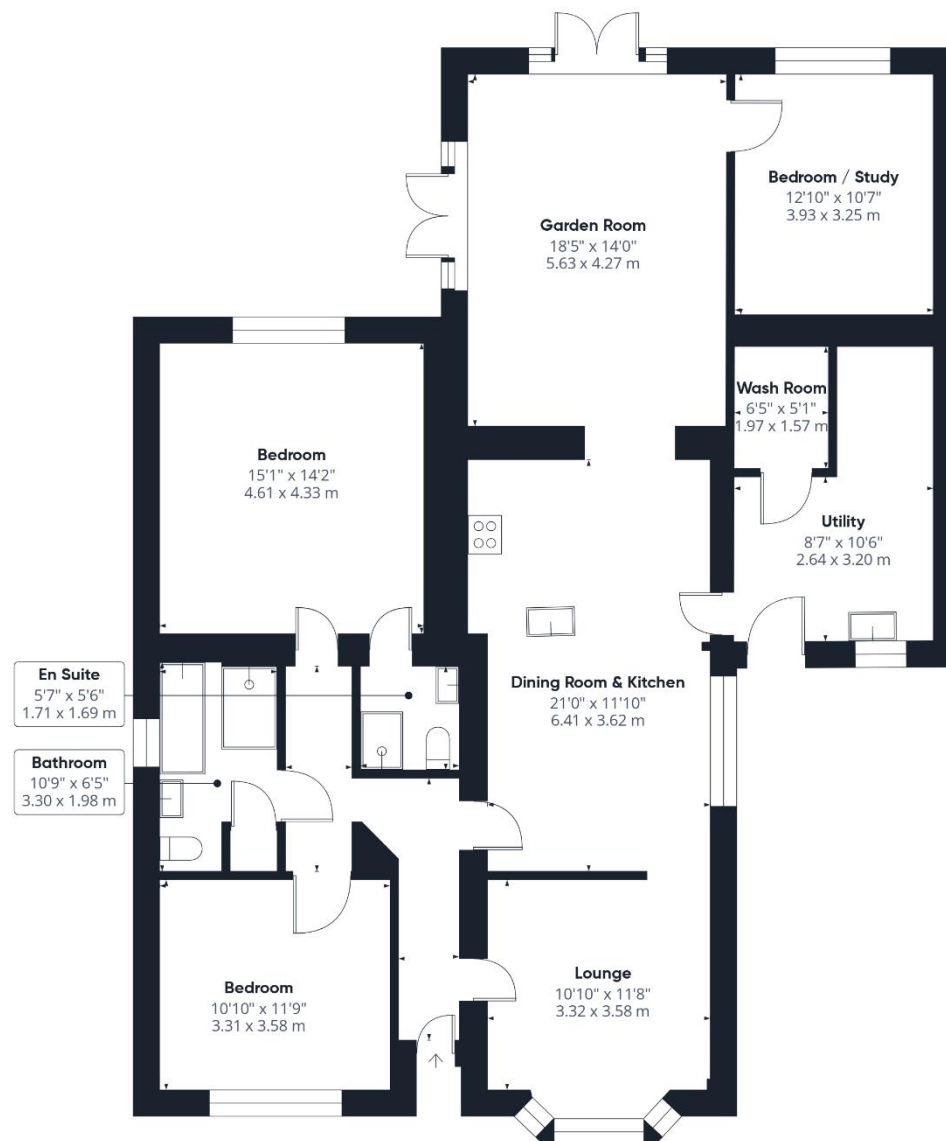 Garden Room
18'5" x 14'0"
5.63 x 4.27 m
Bedroom / Study
12'10" x 10'7"
3.93 x 3.25 m
Wash Room
6'5" x 5'1"
1.97 x 1.57 m
Bedroom
15'1" x 14'2"
4.61 x 4.33 m
Utility
8'7" x 10'6"
2.64 x 3.20 m
En Suite
5'7" x 5'6"
1.71 x 1.69 m
Dining Room & Kitchen
21'0" x 11'10"
6.41 x 3.62 m
Bathroom
10'9" x 6'5"
3.30 x 1.98 m
Bedroom
10'10" x 11'9"
3.31 x 3.58 m
Lounge
10'10" x 11'8"
3.32 x 3.58 m